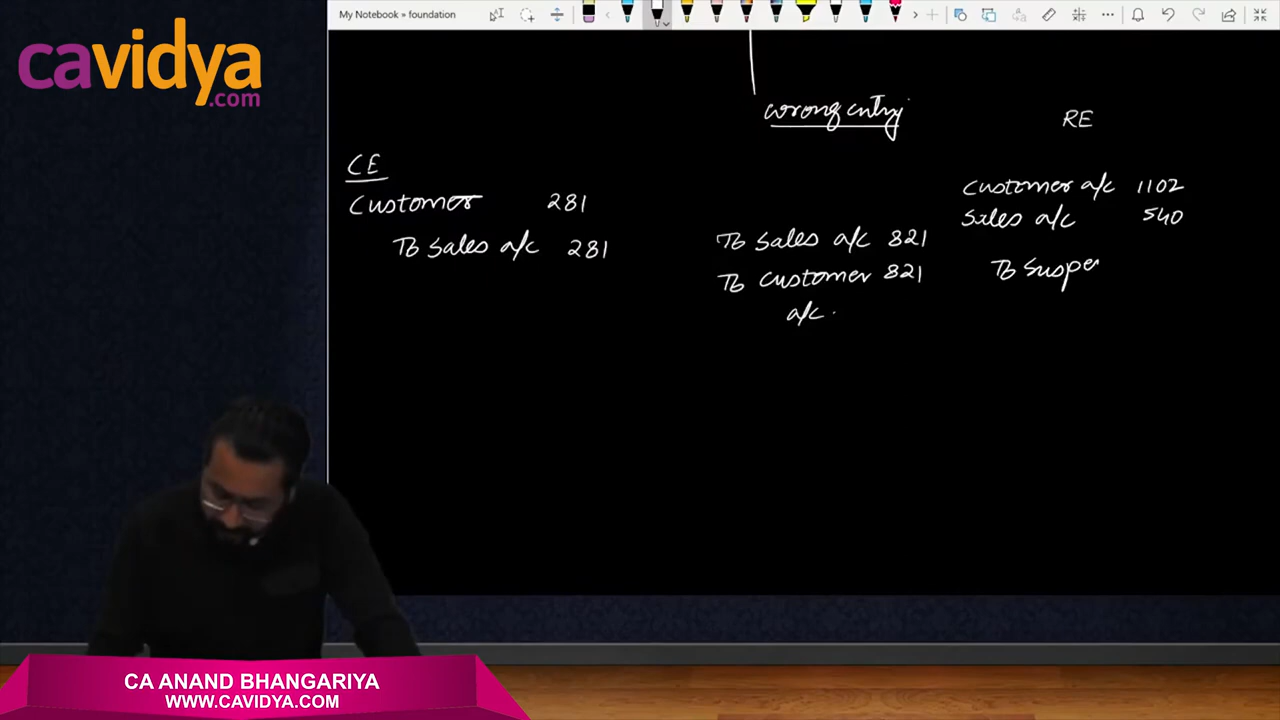 cavidya
.com
My Notebook » foundation
wrong entry
RE
CE
Customer 281
To Sales a/c 281
To Sales a/c 821
To Customer 821
a/c.
Customer a/c 1102
Sales a/c 540
To Suspe
CA ANAND BHANGARIYA
WWW.CAVIDYA.COM